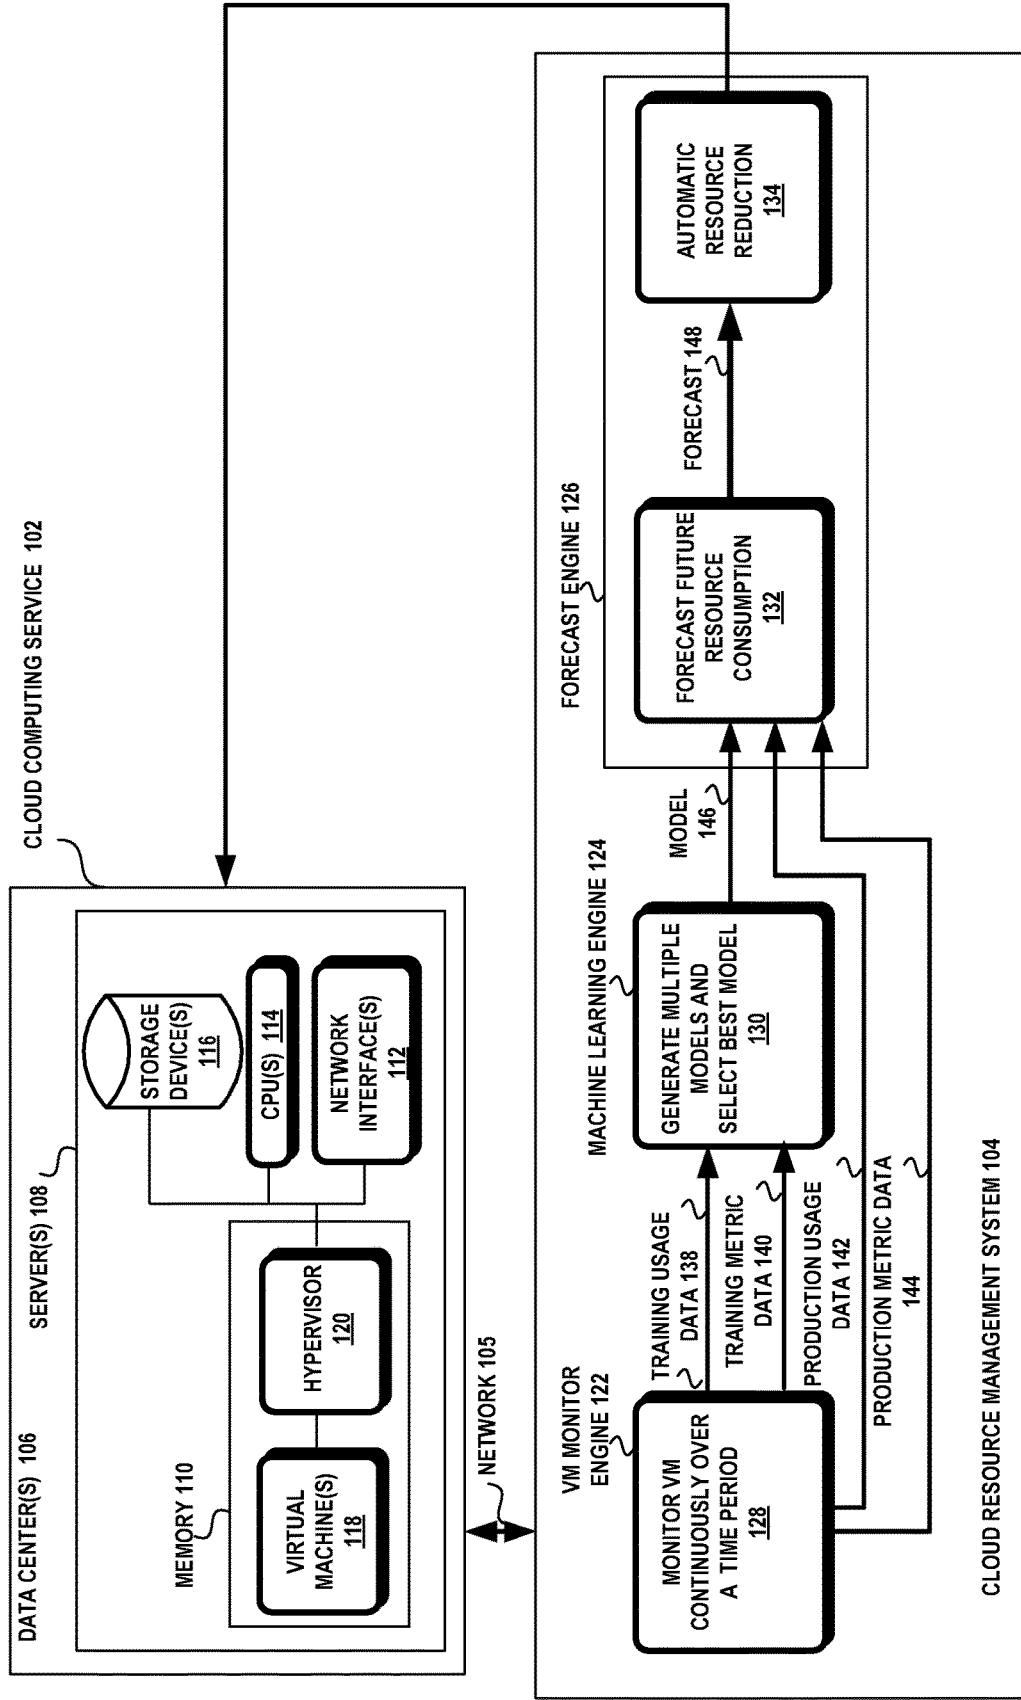 CLOUD COMPUTING SERVICE 102
DATA CENTER(S) 106
SERVER(S) 108
MEMORY 110
VIRTUAL
MACHINE(S)
118
HYPERVISOR
120
STORAGE
DEVICE(S)
116
CPU(S) 114
NETWORK
INTERFACE(S)
112
NETWORK 105
VM MONITOR
ENGINE 122
MONITOR VM
CONTINUOUSLY OVER
A TIME PERIOD
128
TRAINING USAGE
DATA 138
TRAINING METRIC
DATA 140
PRODUCTION USAGE
DATA 142
PRODUCTION METRIC DATA
144
MACHINE LEARNING ENGINE 124
GENERATE MULTIPLE
MODELS AND
SELECT BEST MODEL
130
MODEL
146
FORECAST ENGINE 126
FORECAST FUTURE
RESOURCE
CONSUMPTION
132
FORECAST 148
AUTOMATIC
RESOURCE
REDUCTION
134
CLOUD RESOURCE MANAGEMENT SYSTEM 104